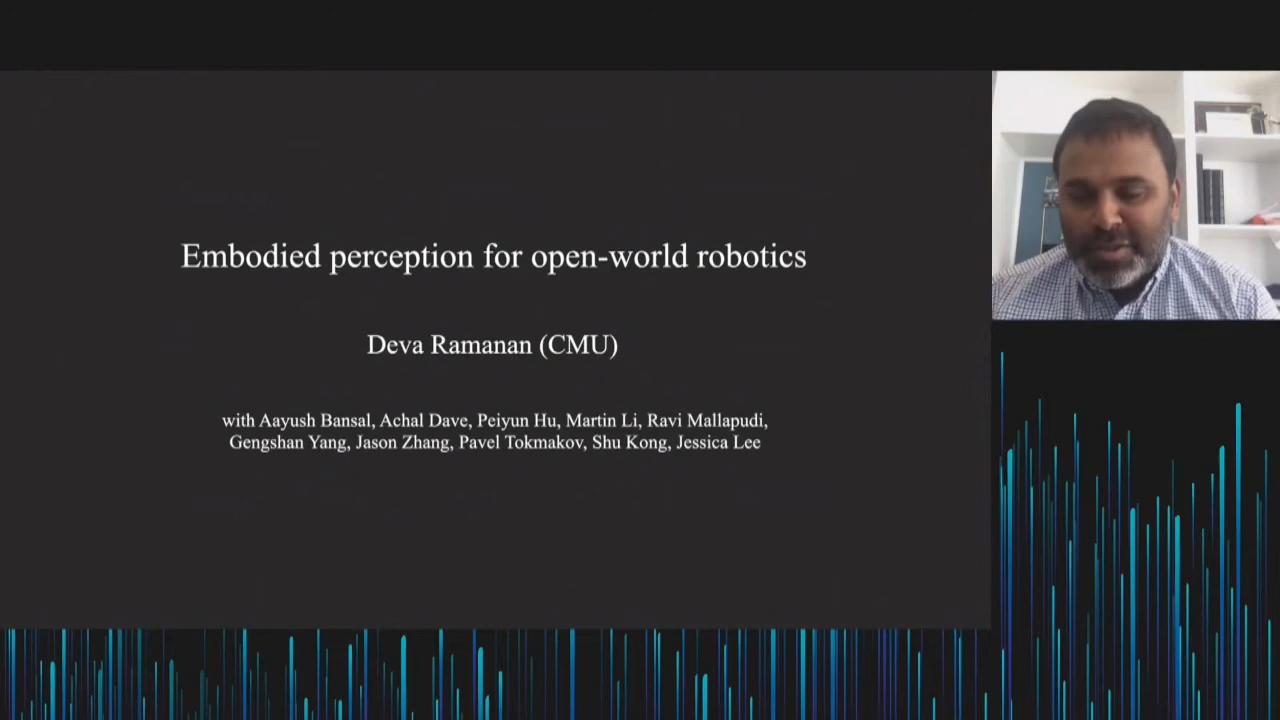 Embodied perception for open-world robotics
Deva Ramanan (CMU)
with Aayush Bansal, Achal Dave, Peiyun Hu, Martin Li, Ravi Mallapudi,
Gengshan Yang, Jason Zhang, Pavel Tokmakov, Shu Kong, Jessica Lee